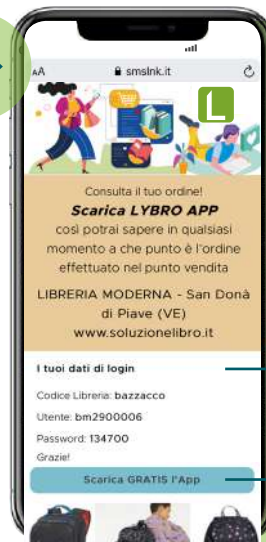 AA smslnk.it
L
Consulta il tuo ordine!
Scarica LYBRO APP
così potrai sapere in qualsiasi
momento a che punto è l'ordine
effettuato nel punto vendita
LIBRERIA MODERNA - San Donà
di Piave (VE)
www.soluzionelibro.it
I tuoi dati di login
Codice Libreria: bazzacco
Utente: bm2900006
Password: 134700
Grazie!
Scarica GRATIS l'App